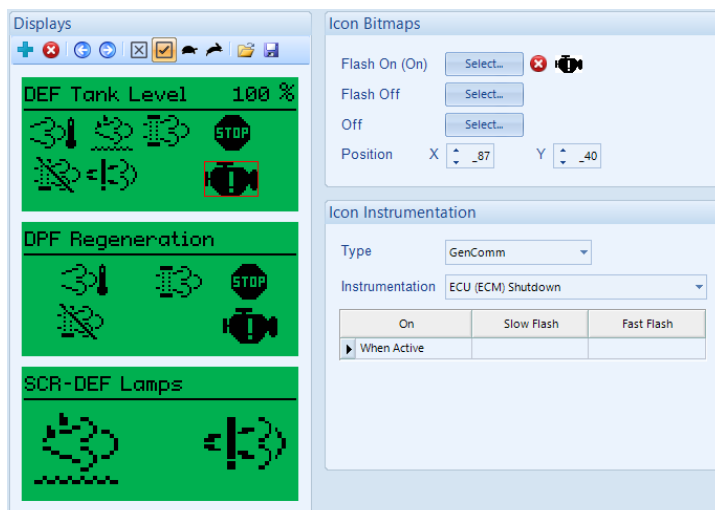 Displays
DEF Tank Level 100 %
STOP
DPF Regeneration
STOP
SCR-DEF Lamps
Icon Bitmaps
Flash On (On) Select...
Flash Off Select...
Off Select...
Position X _87 Y _40
Icon Instrumentation
Type GenComm
Instrumentation ECU (ECM) Shutdown
On Slow Flash Fast Flash
When Active